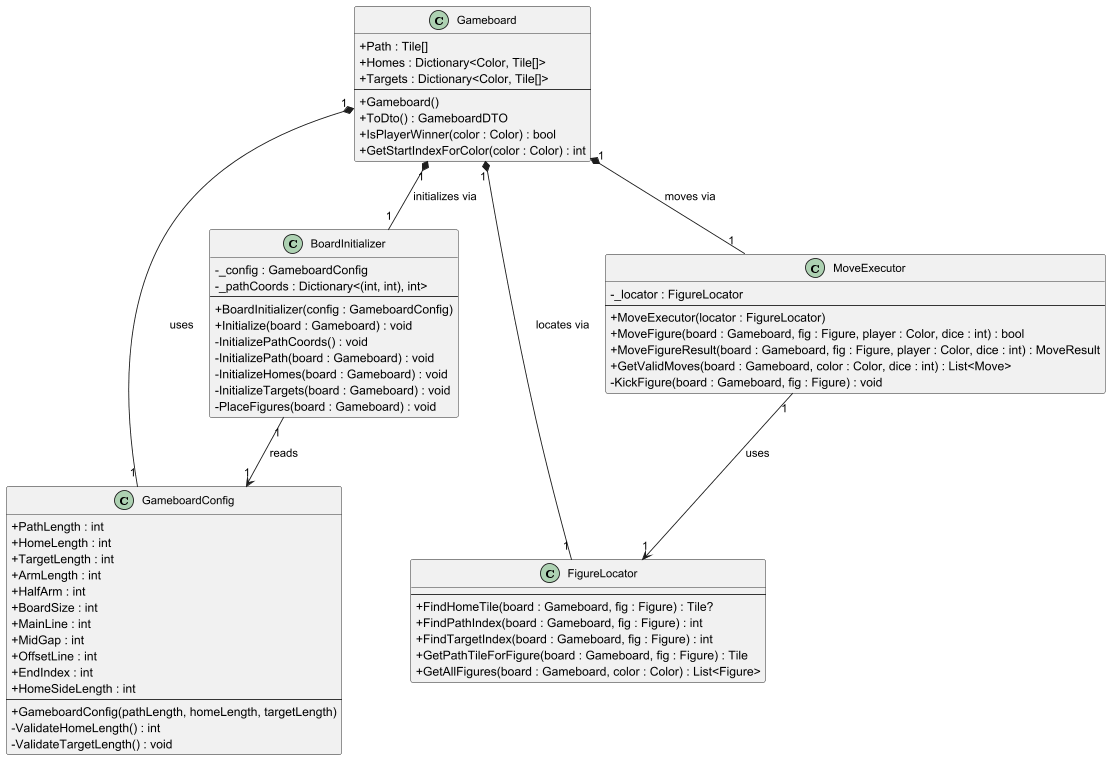 C Gameboard
+Path : Tile[]
+Homes : Dictionary<Color, Tile[]>
+Targets : Dictionary<Color, Tile[]>
+Gameboard()
+ToDto() : GameboardDTO
+IsPlayerWinner(color : Color) : bool
+GetStartIndexForColor(color : Color) : int
1
1
1
1
initializes via
moves via
1
1
C BoardInitializer
-_config : GameboardConfig
-_pathCoords : Dictionary<(int, int), int>
+BoardInitializer(config : GameboardConfig)
+Initialize(board : Gameboard) : void
-InitializePathCoords() : void
-InitializePath(board : Gameboard) : void
-InitializeHomes(board : Gameboard) : void
-InitializeTargets(board : Gameboard) : void
-PlaceFigures(board : Gameboard) : void
C MoveExecutor
-_locator : FigureLocator
+MoveExecutor(locator : FigureLocator)
+MoveFigure(board : Gameboard, fig : Figure, player : Color, dice : int) : bool
+MoveFigureResult(board : Gameboard, fig : Figure, player : Color, dice : int) : MoveResult
+GetValidMoves(board : Gameboard, color : Color, dice : int) : List<Move>
-KickFigure(board : Gameboard, fig : Figure) : void
uses
locates via
1
1
reads
uses
1
1
1
1
C GameboardConfig
+PathLength : int
+HomeLength : int
+TargetLength : int
+ArmLength : int
+HalfArm : int
+BoardSize : int
+MainLine : int
+MidGap : int
+OffsetLine : int
+EndIndex : int
+HomeSideLength : int
+GameboardConfig(pathLength, homeLength, targetLength)
-ValidateHomeLength() : int
-ValidateTargetLength() : void
C FigureLocator
+FindHomeTile(board : Gameboard, fig : Figure) : Tile?
+FindPathIndex(board : Gameboard, fig : Figure) : int
+FindTargetIndex(board : Gameboard, fig : Figure) : int
+GetPathTileForFigure(board : Gameboard, fig : Figure) : Tile
+GetAllFigures(board : Gameboard, color : Color) : List<Figure>